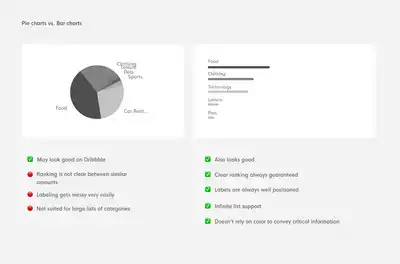 Pie charts vs. Bar charts
Clothing
Leisure
Pets
Sports
Food
Car Rent...
Food
Clothing
Technology
Leisure
Pets
May look good on Dribbble
Ranking is not clear between similar
amounts
Labeling gets messy very easily
Not suited for large lists of categories
Also looks good
Clear ranking always guaranteed
Labels are always well positioned
Infinite list support
Doesn't rely on color to convey critical information